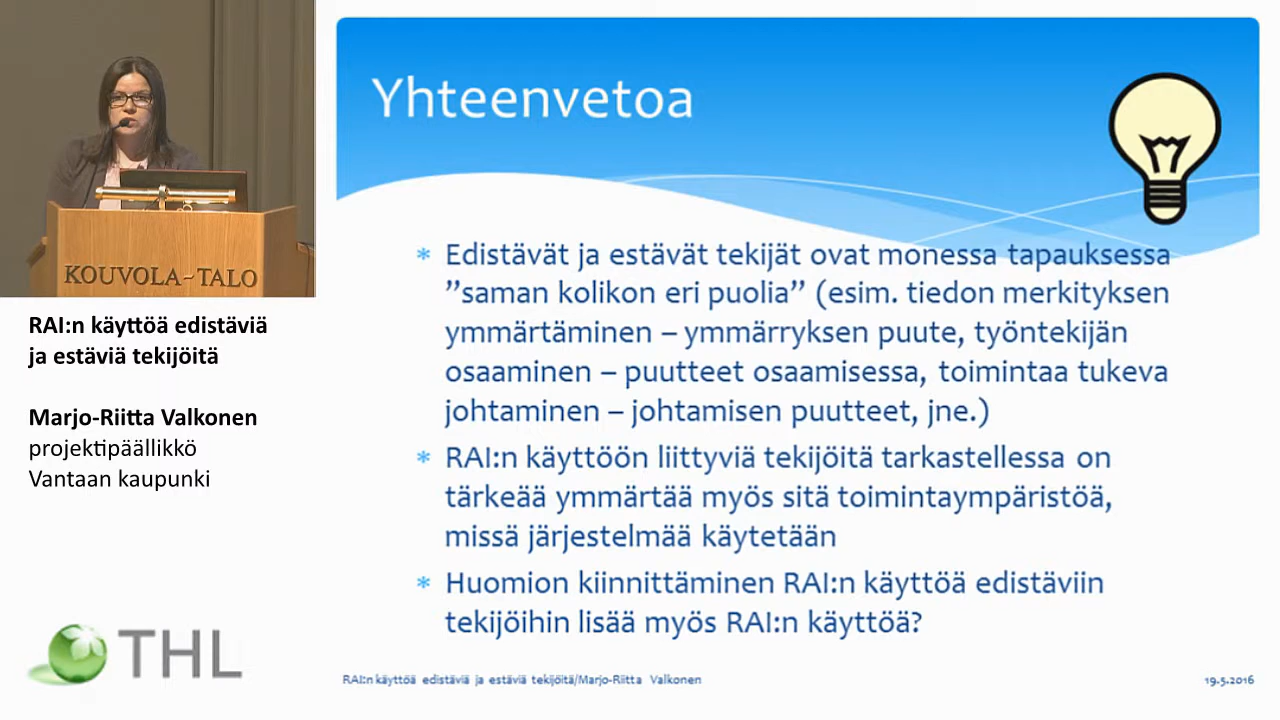 KOUVOLA-TALO
RAI:n käyttöä edistäviä
ja estäviä tekijöitä
Marjo-Riitta Valkonen
projektipäällikkö
Vantaan kaupunki
THL
Yhteenvetoa
* Edistävät ja estävät tekijät ovat monessa tapauksessa
”saman kolikon eri puolia” (esim. tiedon merkityksen
ymmärtäminen – ymmärryksen puute, työntekijän
osaaminen – puutteet osaamisessa, toimintaa tukeva
johtaminen – johtamisen puutteet, jne.)
* RAI:n käyttöön liittyviä tekijöitä tarkastellessa on
tärkeää ymmärtää myös sitä toimintaympäristöä,
missä järjestelmää käytetään
* Huomion kiinnittäminen RAI:n käyttöä edistäviin
tekijöihin lisää myös RAI:n käyttöä?
RAI:n käyttöä edistäviä ja estäviä tekijöitä/Marjo-Riitta Valkonen
19.5.2016